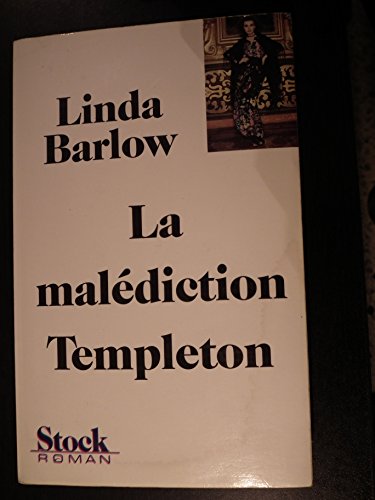 Linda
Barlow
La
malédiction
Templeton
Stock
ROMAN